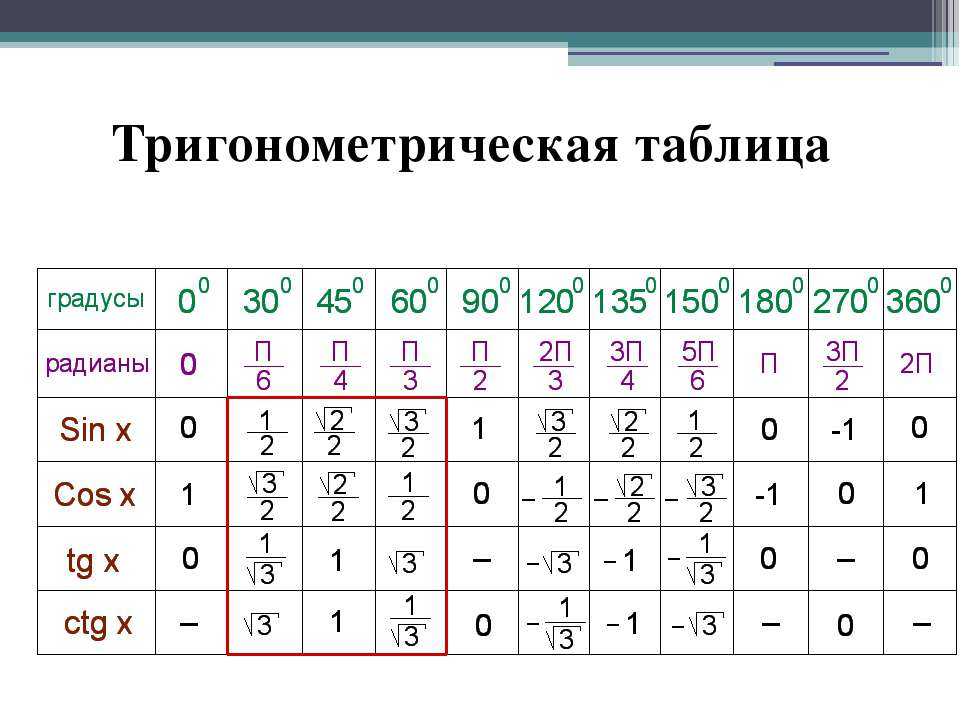 Тригонометрическая таблица
градусы 0⁰ 30⁰ 45⁰ 60⁰ 90⁰ 120⁰ 135⁰ 150⁰ 180⁰ 270⁰ 360⁰
радианы 0 П/6 П/4 П/3 П/2 2П/3 3П/4 5П/6 П 3П/2 2П
Sin x 0 1/2 √2/2 √3/2 1 √3/2 √2/2 1/2 0 -1 0
Cos x 1 √3/2 √2/2 1/2 0 –1/2 –√2/2 –√3/2 -1 0 1
tg x 0 1/√3 1 √3 – –√3 –1 –1/√3 0 – 0
ctg x – √3 1 1/√3 0 –1/√3 –1 –√3 – 0 –